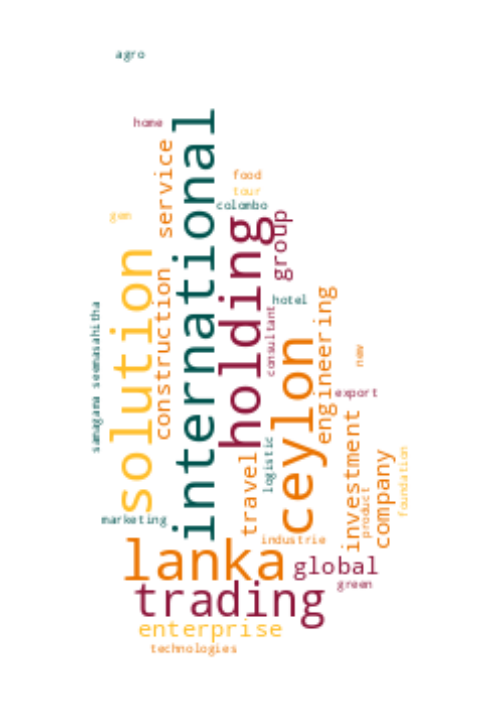 agro
home
international
service
food
tour
colombo
gem
group
holding
solution
construction
hotel
engineering
samagama seemasahitha
consultant
ceylon
new
export
investment
logistic
travel
company
foundation
product
marketing
industrie
lanka
global
green
trading
enterprise
technologies